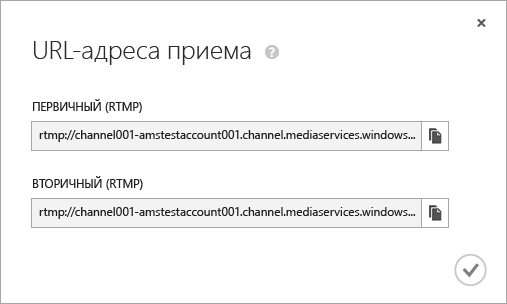 URL-адреса приема ?
ПЕРВИЧНЫЙ (RTMP)
rtmp://channel001-amstestaccount001.channel.mediaservices.windows...
ВТОРИЧНЫЙ (RTMP)
rtmp://channel001-amstestaccount001.channel.mediaservices.windows...